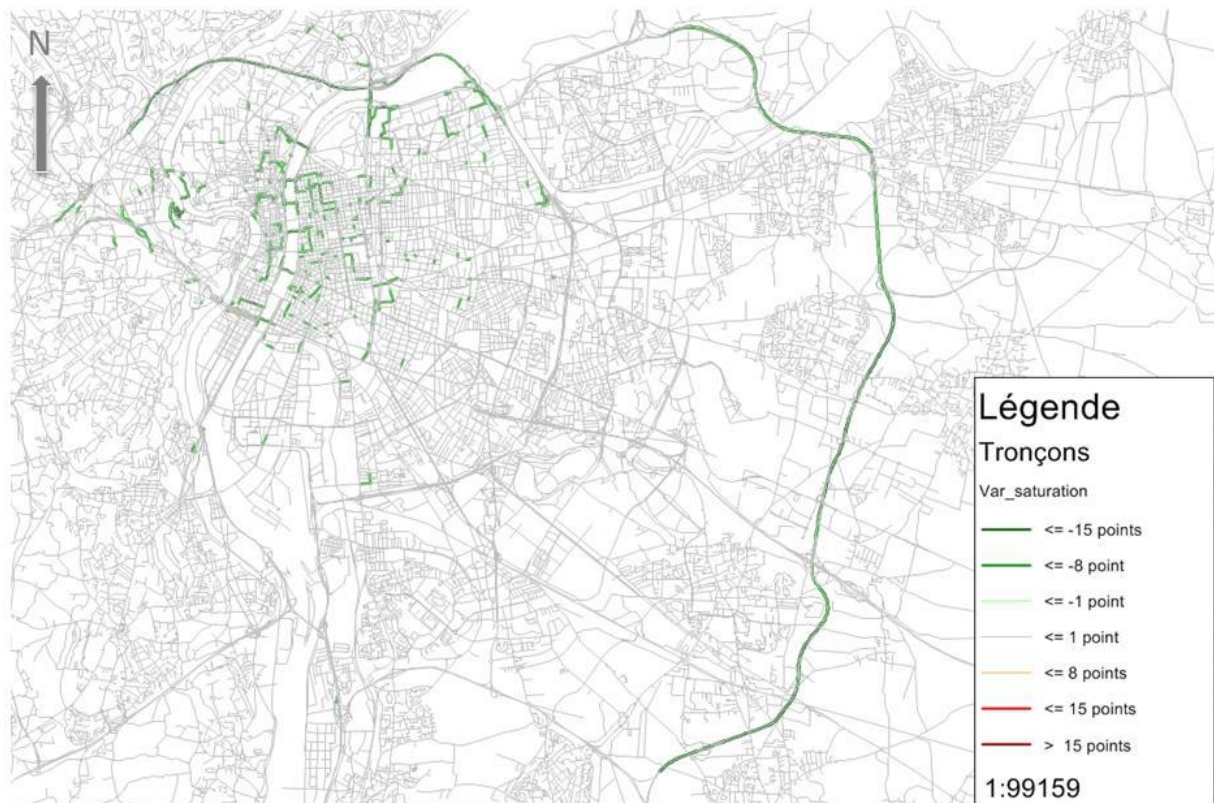 N
Légende
Tronçons
Var_saturation
<= -15 points
<= -8 point
<= -1 point
<= 1 point
<= 8 points
<= 15 points
> 15 points
1:99159